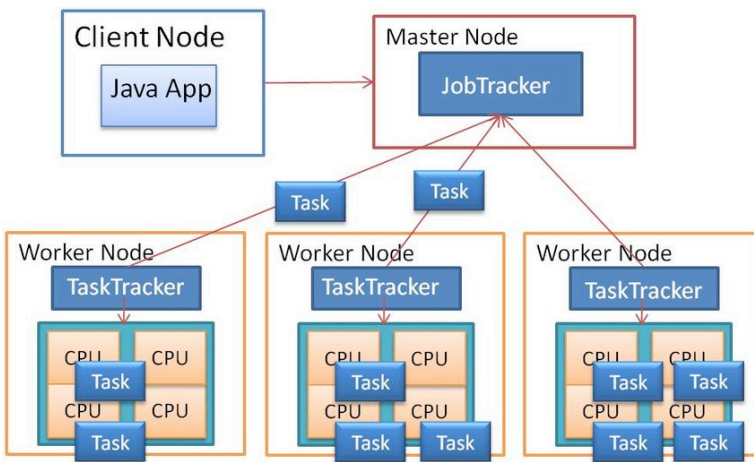 Client Node
Java App
Master Node
JobTracker
Task
Task
Worker Node
TaskTracker
CPU
CPU
Task
CPU
CPU
Task
Worker Node
TaskTracker
CPU
CPU
Task
CPU
CPU
Task
Task
Worker Node
TaskTracker
CPU
CPU
Task
Task
CPU
CPU
Task
Task